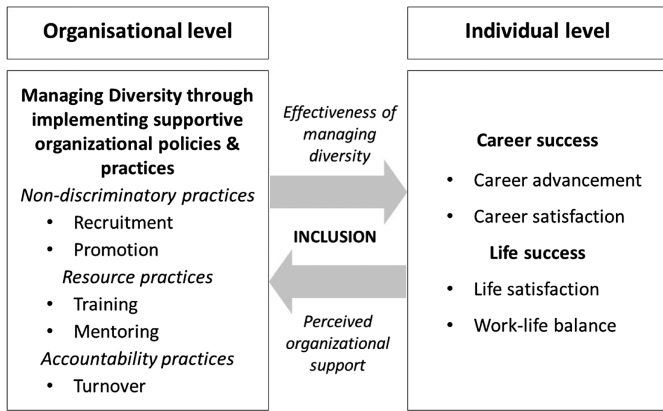 Organisational level
Managing Diversity through
implementing supportive
organizational policies &
practices
Non-discriminatory practices
• Recruitment
• Promotion
Resource practices
• Training
• Mentoring
Accountability practices
• Turnover
Effectiveness of
managing
diversity
INCLUSION
Perceived
organizational
support
Individual level
Career success
• Career advancement
• Career satisfaction
Life success
• Life satisfaction
• Work-life balance